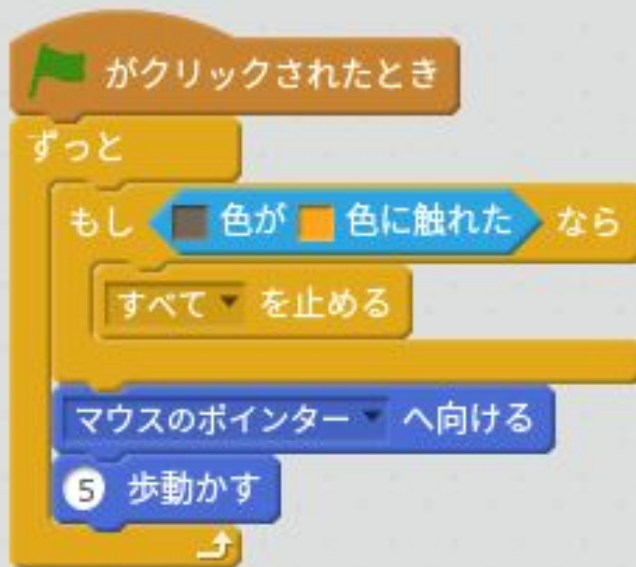 がクリックされたとき
ずっと
もし 色が 色に触れた なら
すべて を止める
マウスのポインター へ向ける
5 歩動かす